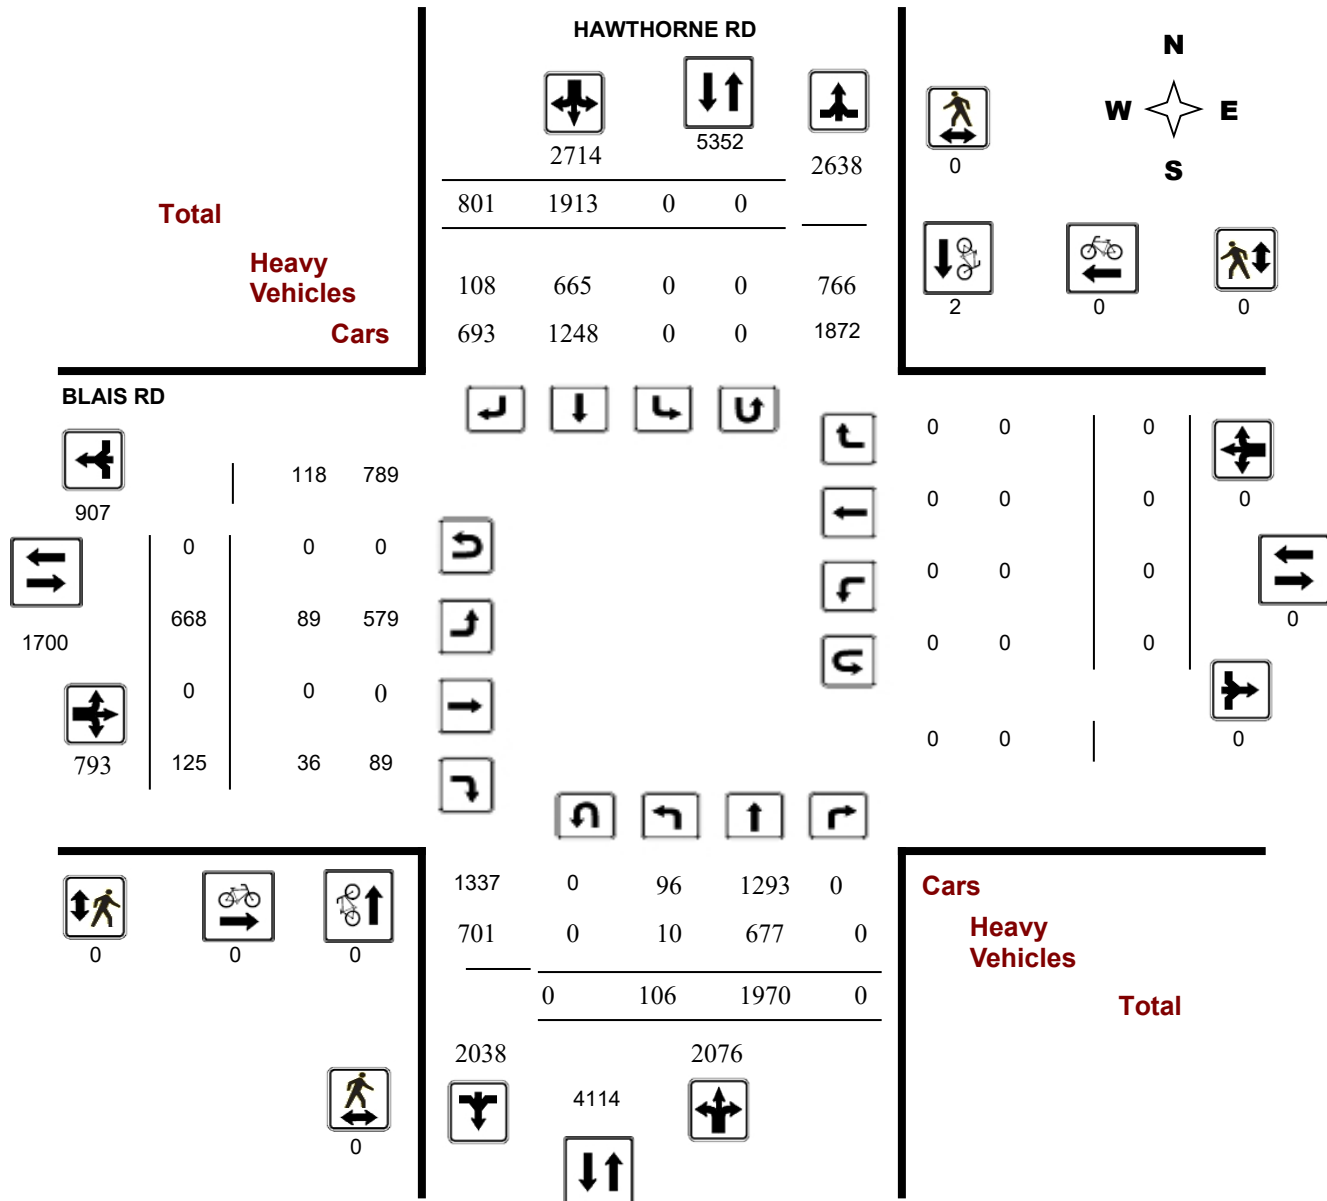 HAWTHORNE RD
N
W E
S
2714 5352 2638
0
801 1913 0 0
Total
Heavy
Vehicles
108 665 0 0 766
2 0 0
Cars
693 1248 0 0 1872
BLAIS RD
0 0 0
118 789
907
0 0 0 0
0 0 0
0 0 0
668 89 579
0
1700
0 0 0
0 0 0
793 125 36 89
0 0 0
1337 0 96 1293 0
Cars
701 0 10 677 0
Heavy
Vehicles
0 0 0
0 106 1970 0
Total
2038 2076
4114
0